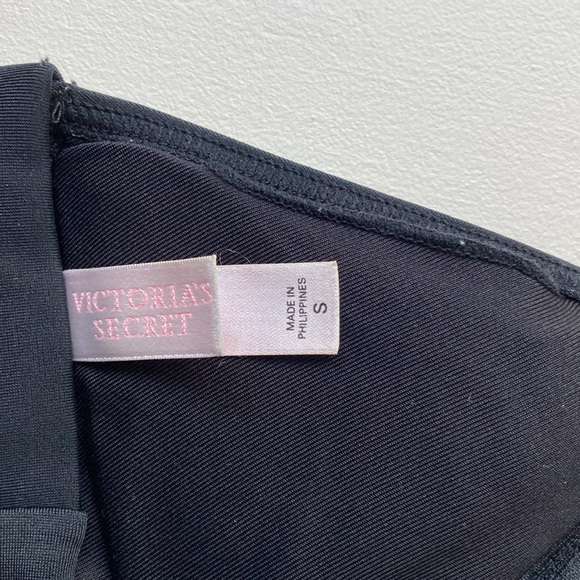 VICTORIA'S
SECRET
MADE IN
PHILIPPINES
S